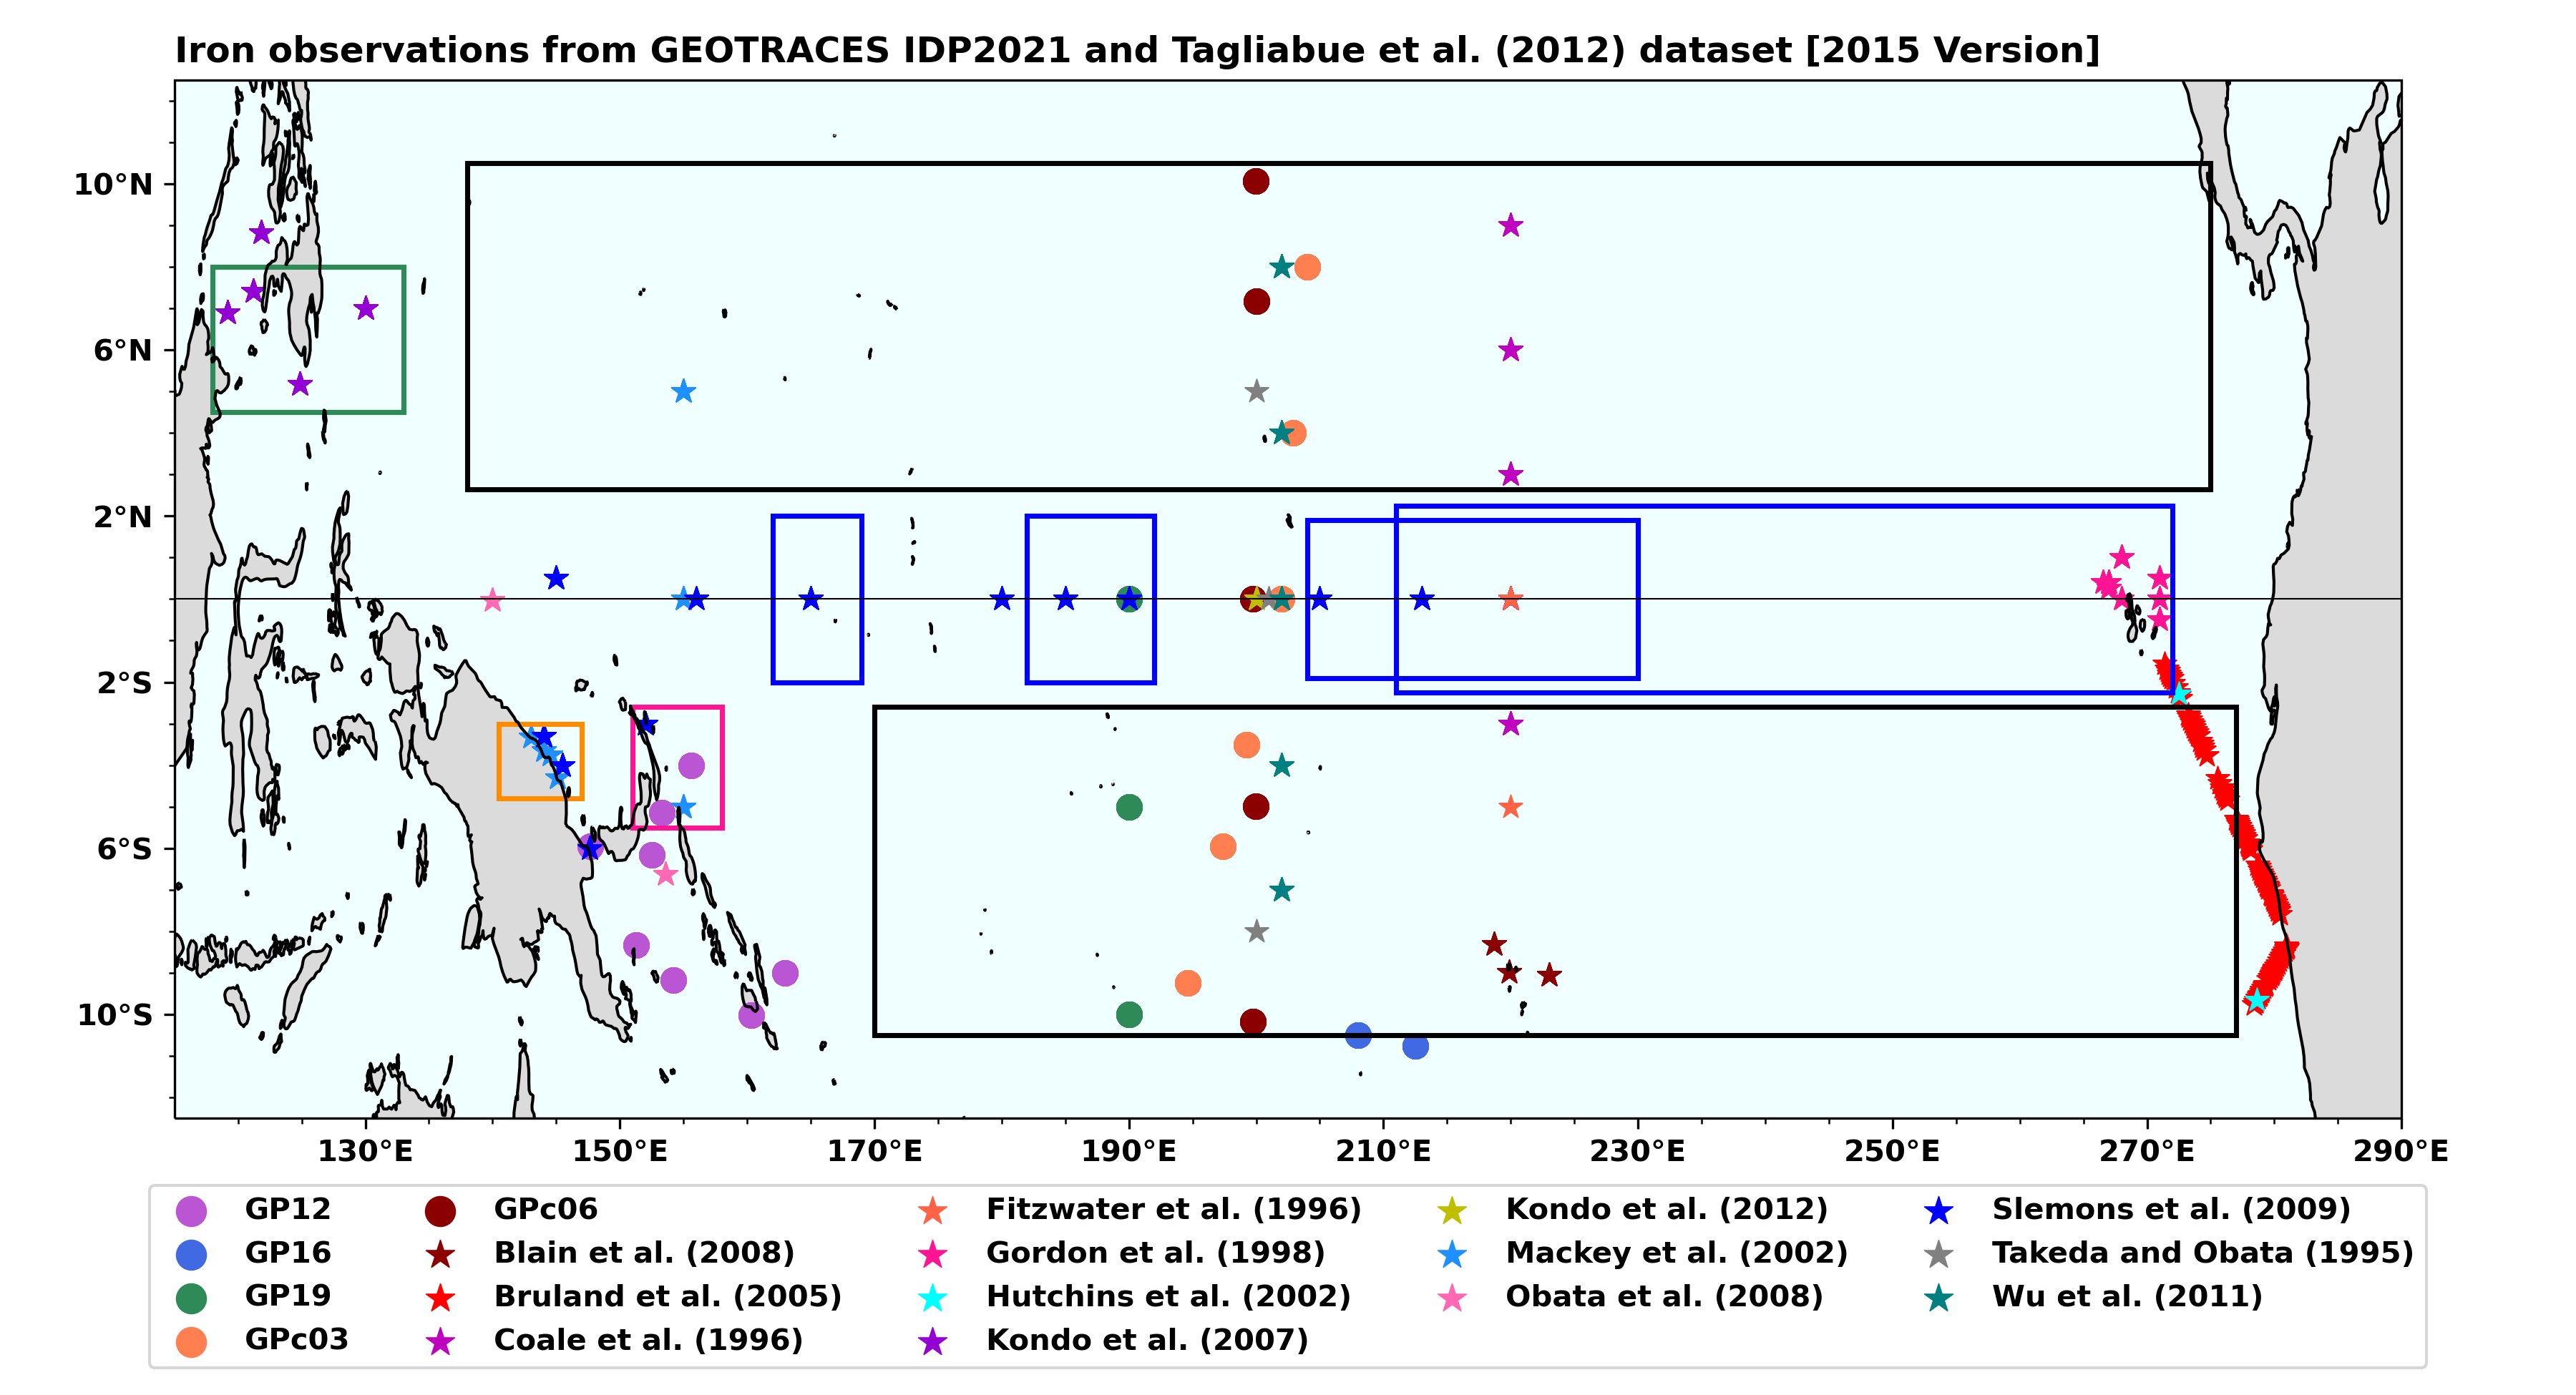 Iron observations from GEOTRACES IDP2021 and Tagliabue et al. (2012) dataset [2015 Version]
10°N
6°N
2°N
2°S
6°S
10°S
130°E 150°E 170°E 190°E 210°E 230°E 250°E 270°E 290°E
GP12 GPc06 Fitzwater et al. (1996) Kondo et al. (2012) Slemons et al. (2009)
GP16 Blain et al. (2008) Gordon et al. (1998) Mackey et al. (2002) Takeda and Obata (1995)
GP19 Bruland et al. (2005) Hutchins et al. (2002) Obata et al. (2008) Wu et al. (2011)
GPc03 Coale et al. (1996) Kondo et al. (2007)